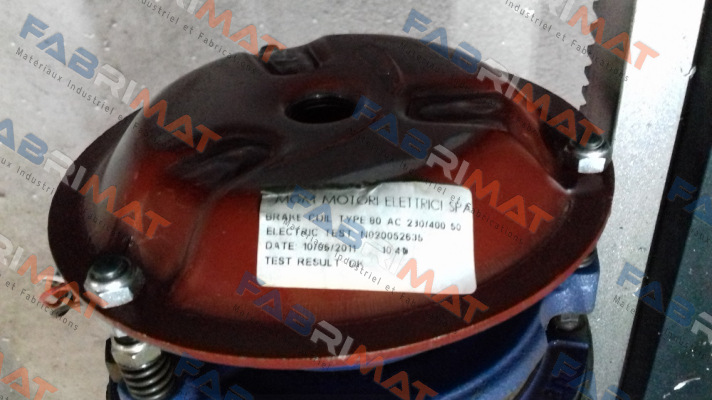 MGM MOTORI ELETTRICI SPA
BRAKE COIL TYPE 80 AC 230/400 50
ELECTRIC TEST N020052635
DATE 10/05/2011 10 49
TEST RESULT OK
FABRIMAT
Matériaux Industriel et Fabrications